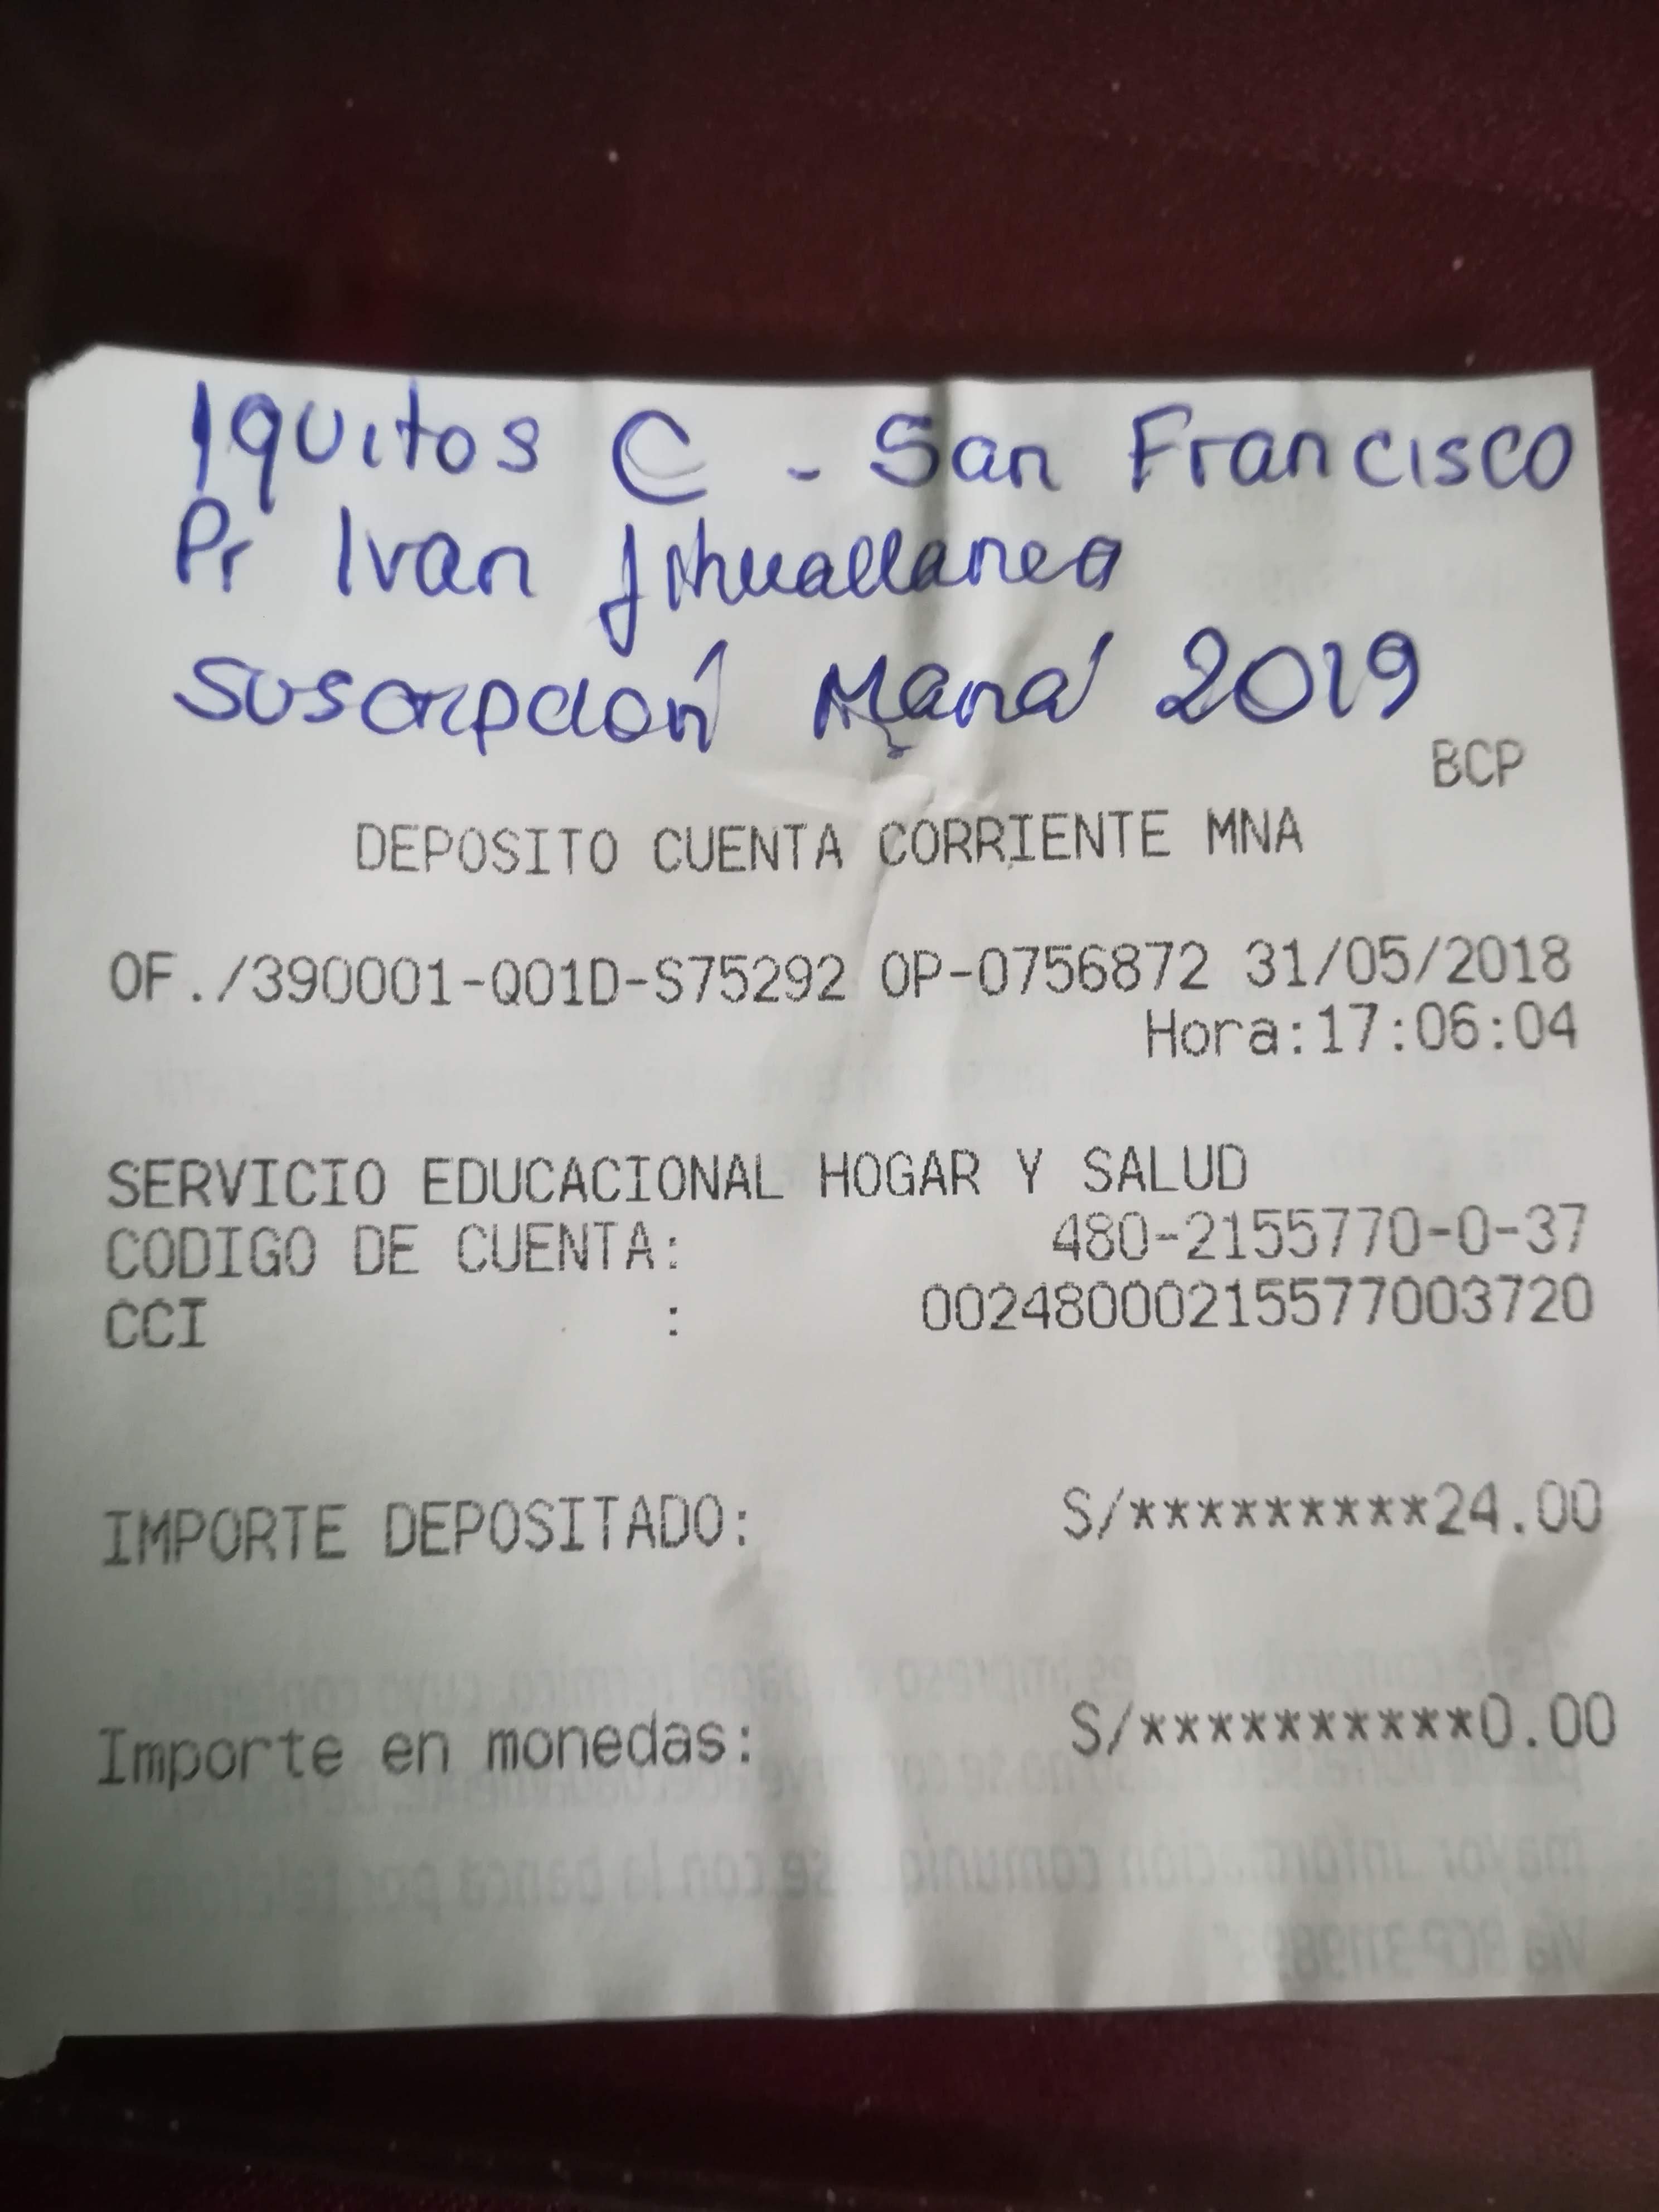 Iquitos C - San Francisco
Pr Ivan
Suscripción Maná 2019
BCP
DEPOSITO CUENTA CORRIENTE MNA
OF./390001-Q01D-S75292 OP-0756872 31/05/2018
Hora:17:06:04
SERVICIO EDUCACIONAL HOGAR Y SALUD
CODIGO DE CUENTA: 480-2155770-0-37
CCI : 00248000215577003720
IMPORTE DEPOSITADO: S/*********24.00
Importe en monedas: S/**********0.00